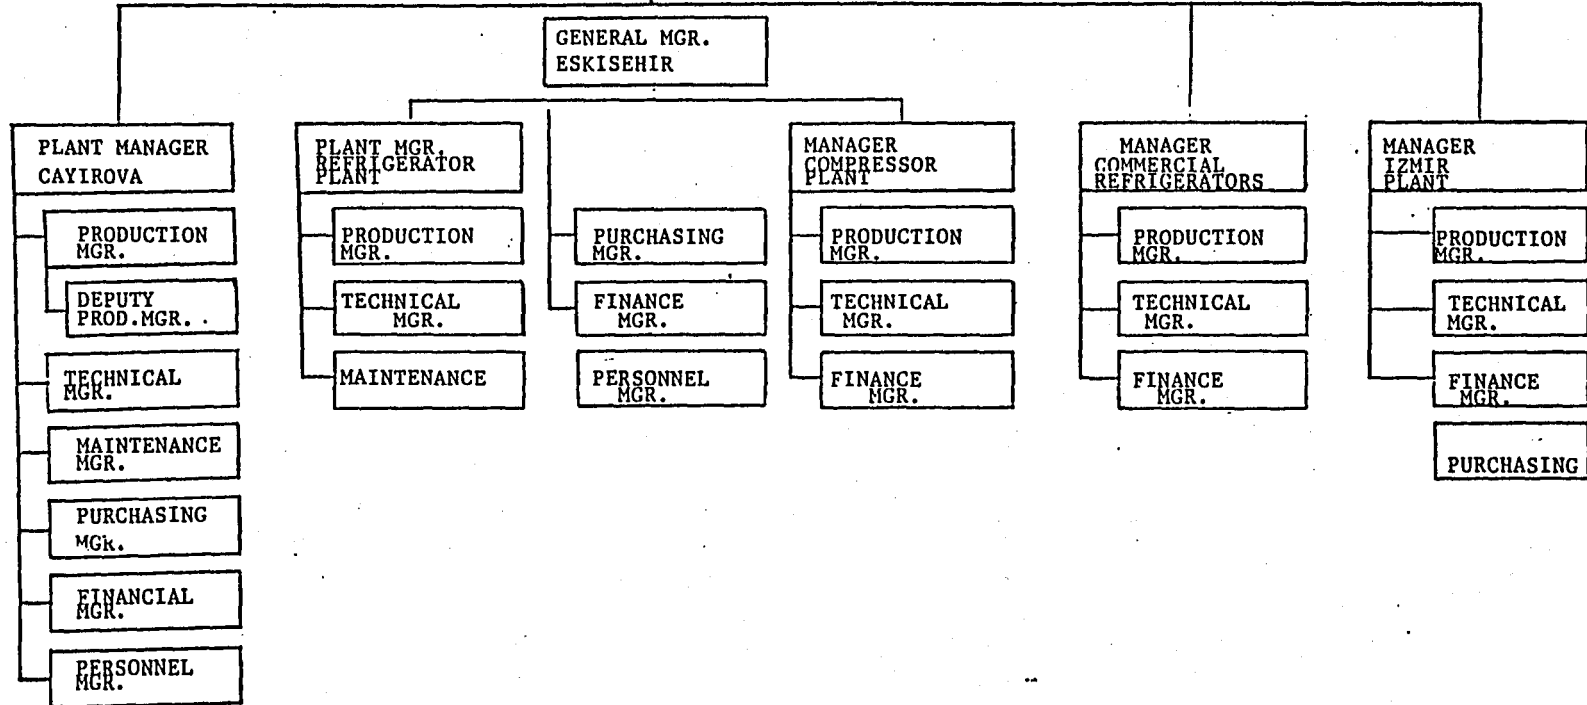 GENERAL MGR.
ESKISEHIR
PLANT MANAGER
CAYIROVA
PRODUCTION
MGR.
DEPUTY
PROD.MGR.
TECHNICAL
MGR.
MAINTENANCE
MGR.
PURCHASING
MGR.
FINANCIAL
MGR.
PERSONNEL
MGR.
PLANT MGR.
REFRIGERATOR
PLANT
PRODUCTION
MGR.
TECHNICAL
MGR.
MAINTENANCE
PURCHASING
MGR.
FINANCE
MGR.
PERSONNEL
MGR.
MANAGER
COMPRESSOR
PLANT
PRODUCTION
MGR.
TECHNICAL
MGR.
FINANCE
MGR.
MANAGER
COMMERCIAL
REFRIGERATORS
PRODUCTION
MGR.
TECHNICAL
MGR.
FINANCE
MGR.
MANAGER
IZMIR
PLANT
PRODUCTION
MGR.
TECHNICAL
MGR.
FINANCE
MGR.
PURCHASING